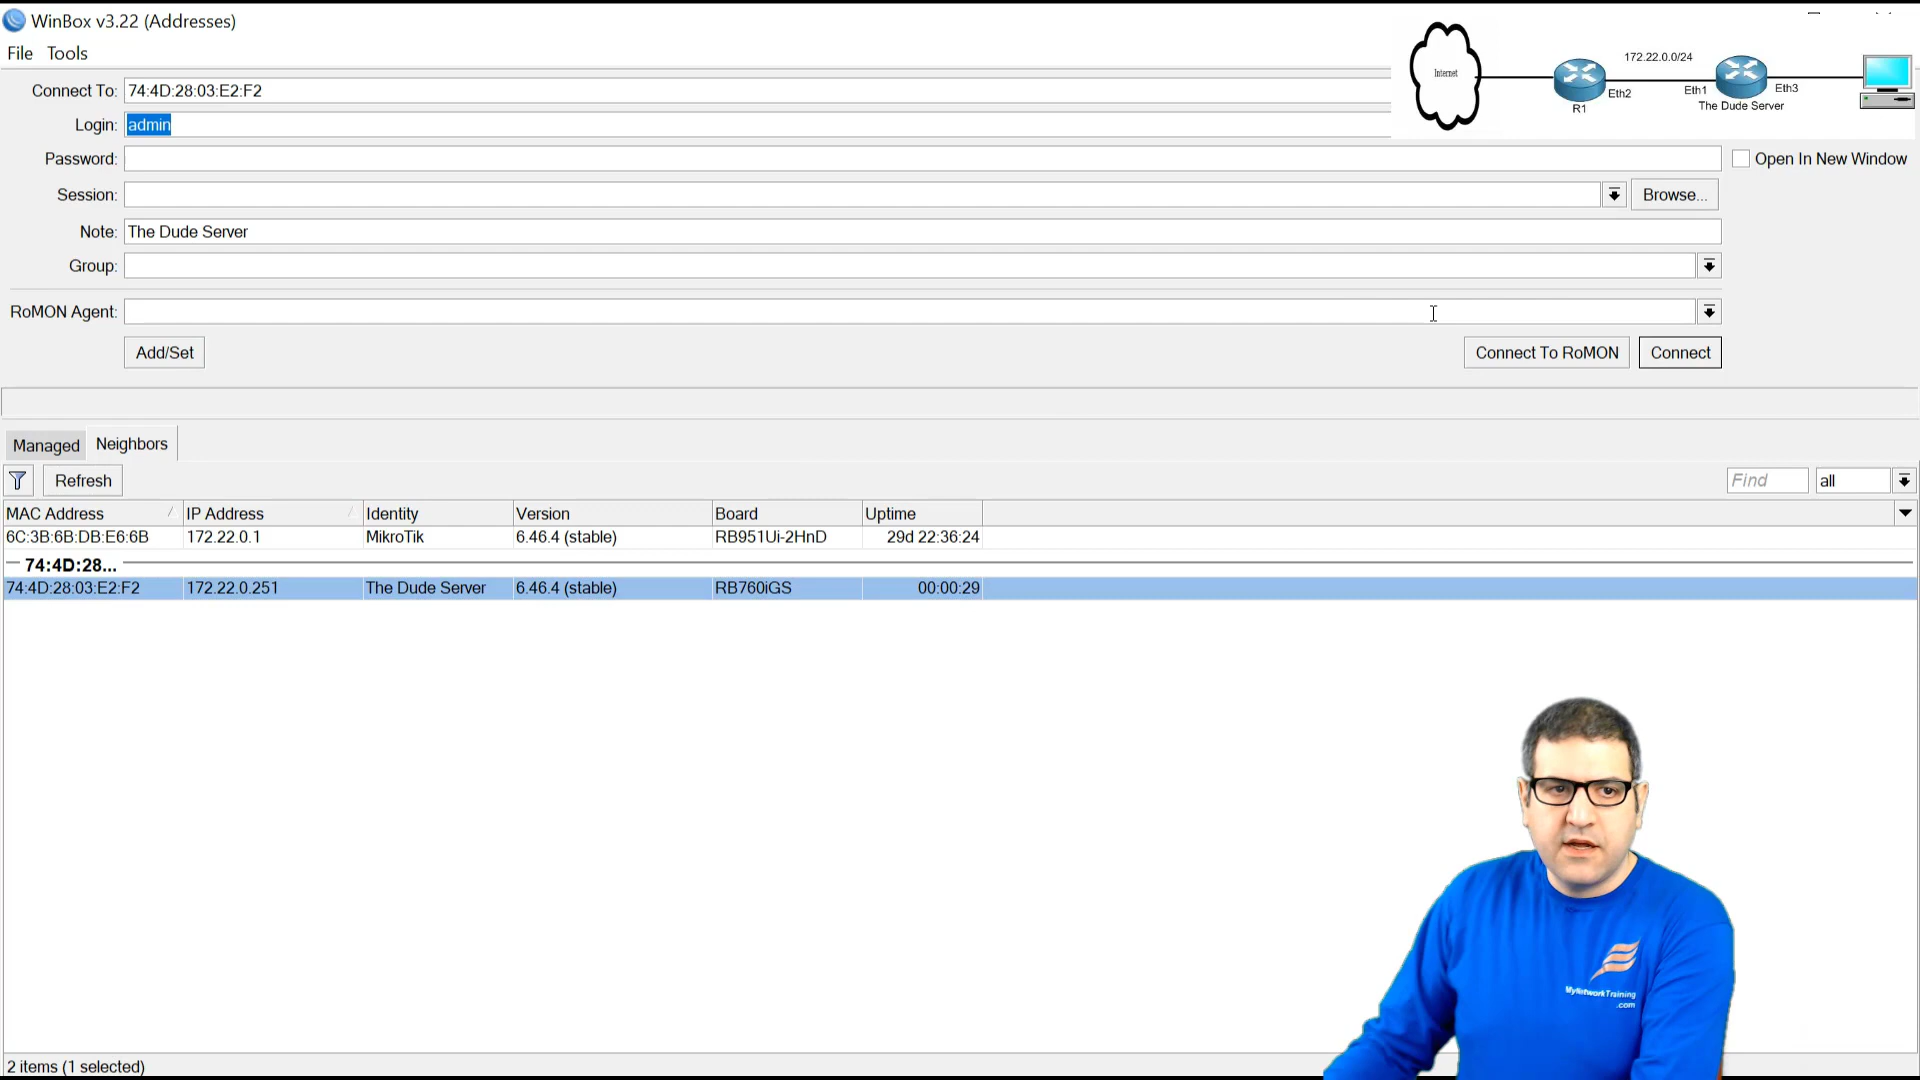 WinBox v3.22 (Addresses)
File Tools
Internet
172.22.0.0/24
R1
Eth2
Eth1
Eth3
The Dude Server
Connect To: 74:4D:28:03:E2:F2
Login: admin
Password:
Open In New Window
Session:
Browse...
Note: The Dude Server
Group:
RoMON Agent:
Add/Set
Connect To RoMON
Connect
Managed Neighbors
Refresh
Find
all
MAC Address IP Address Identity Version Board Uptime
6C:3B:6B:DB:E6:6B 172.22.0.1 MikroTik 6.46.4 (stable) RB951Ui-2HnD 29d 22:36:24
74:4D:28...
74:4D:28:03:E2:F2 172.22.0.251 The Dude Server 6.46.4 (stable) RB760iGS 00:00:29
MyNetworkTraining
.com
2 items (1 selected)